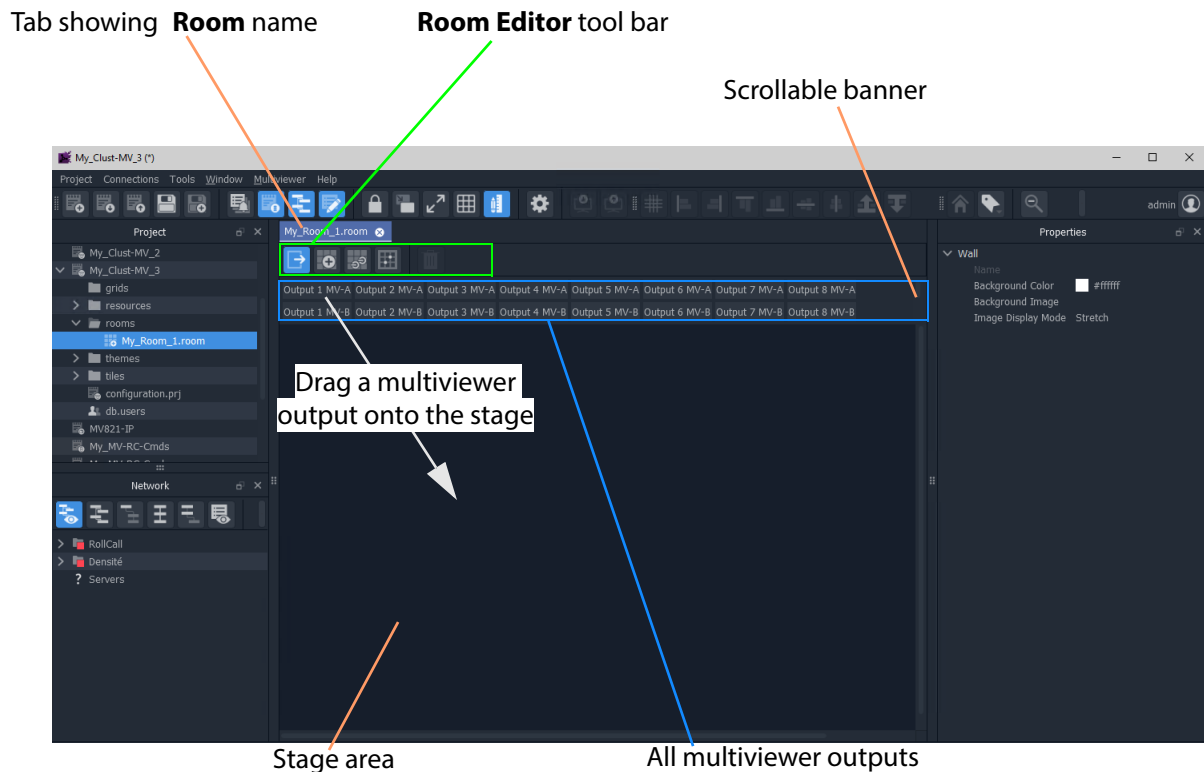 Tab showing Room name
Room Editor tool bar
Scrollable banner
My_Clust-MV_3 (*)
Project Connections Tools Window Multiviewer Help
admin
Project
My_Clust-MV_2
My_Clust-MV_3
grids
resources
rooms
My_Room_1.room
themes
tiles
configuration.prj
db.users
MV821-IP
My_MV-RC-Cmds
Network
RollCall
Densité
? Servers
My_Room_1.room
Output 1 MV-A Output 2 MV-A Output 3 MV-A Output 4 MV-A Output 5 MV-A Output 6 MV-A Output 7 MV-A Output 8 MV-A
Output 1 MV-B Output 2 MV-B Output 3 MV-B Output 4 MV-B Output 5 MV-B Output 6 MV-B Output 7 MV-B Output 8 MV-B
Drag a multiviewer
output onto the stage
Properties
Wall
Name
Background Color #ffffff
Background Image
Image Display Mode Stretch
Stage area
All multiviewer outputs